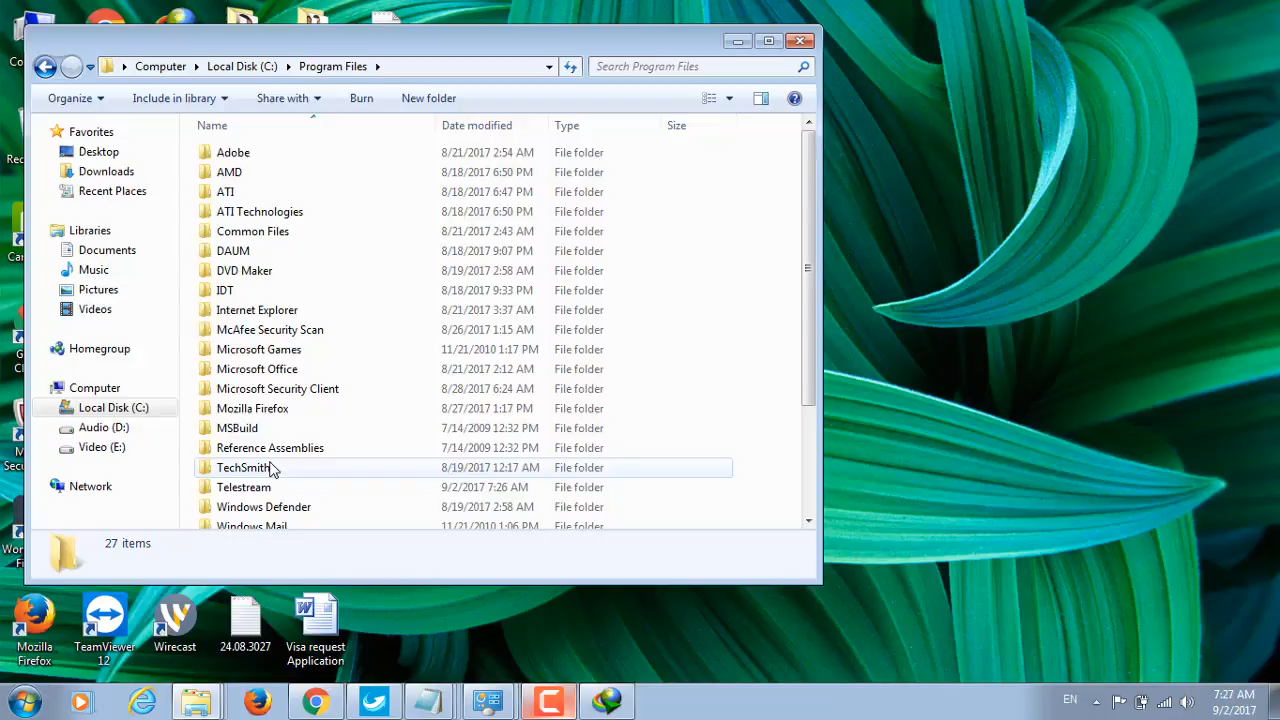 Computer
Local Disk (C:)
Program Files
Search Program Files
Organize
Include in library
Share with
Burn
New folder
Name
Date modified
Type
Size
Favorites
Desktop
Downloads
Recent Places
Libraries
Documents
Music
Pictures
Videos
Homegroup
Computer
Local Disk (C:)
Audio (D:)
Video (E:)
Network
Adobe 8/21/2017 2:54 AM File folder
AMD 8/18/2017 6:50 PM File folder
ATI 8/18/2017 6:47 PM File folder
ATI Technologies 8/18/2017 6:50 PM File folder
Common Files 8/21/2017 2:43 AM File folder
DAUM 8/18/2017 9:07 PM File folder
DVD Maker 8/19/2017 2:58 AM File folder
IDT 8/18/2017 9:33 PM File folder
Internet Explorer 8/21/2017 3:37 AM File folder
McAfee Security Scan 8/26/2017 1:15 AM File folder
Microsoft Games 11/21/2010 1:17 PM File folder
Microsoft Office 8/21/2017 2:12 AM File folder
Microsoft Security Client 8/28/2017 6:24 AM File folder
Mozilla Firefox 8/27/2017 1:17 PM File folder
MSBuild 7/14/2009 12:32 PM File folder
Reference Assemblies 7/14/2009 12:32 PM File folder
TechSmith 8/19/2017 12:17 AM File folder
Telestream 9/2/2017 7:26 AM File folder
Windows Defender 8/19/2017 2:58 AM File folder
Windows Mail 11/21/2010 1:06 PM File folder
27 items
Mozilla
Firefox
TeamViewer
12
Wirecast
24.08.3027
Visa request
Application
EN
7:27 AM
9/2/2017